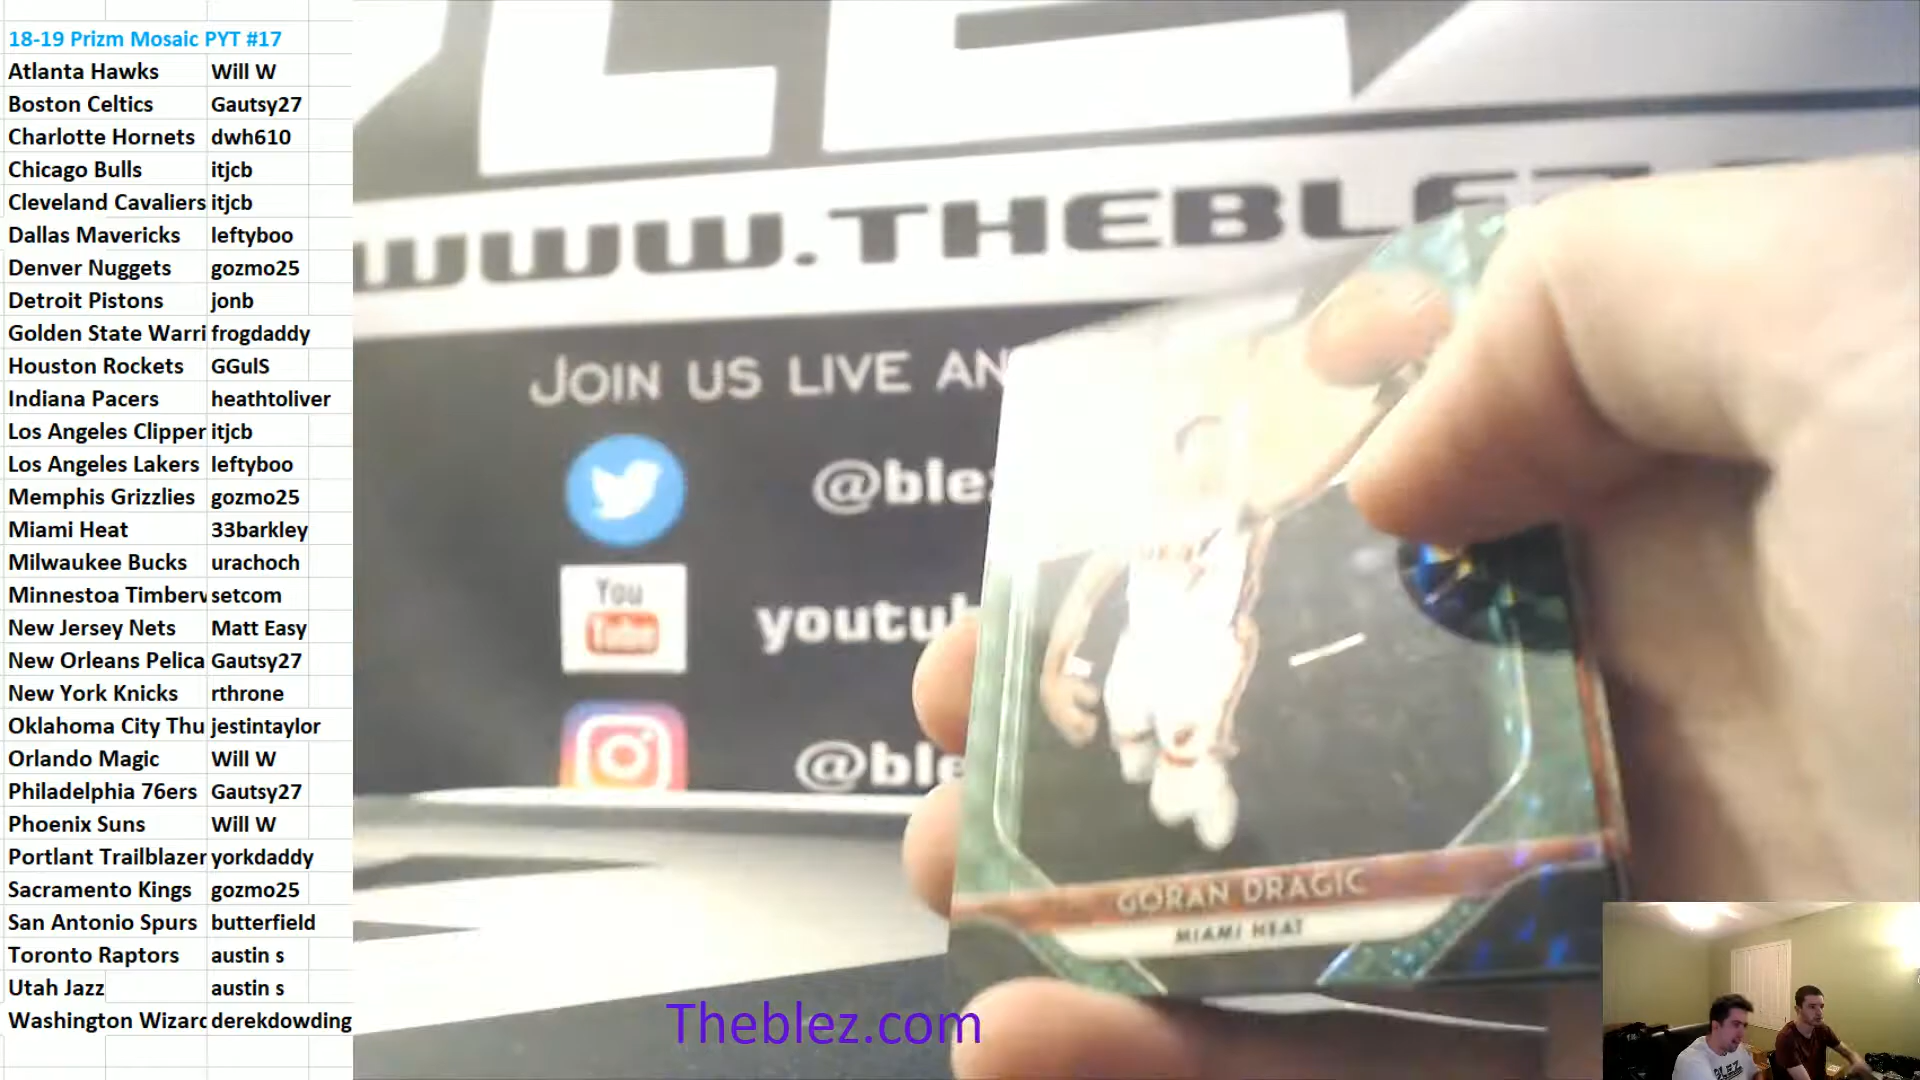 18-19 Prizm Mosaic PYT #17
Atlanta Hawks Will W
Boston Celtics Gautsy27
Charlotte Hornets dwh610
Chicago Bulls itjcb
Cleveland Cavaliers itjcb
Dallas Mavericks leftyboo
Denver Nuggets gozmo25
Detroit Pistons jonb
Golden State Warri frogdaddy
Houston Rockets GGulS
Indiana Pacers heathtoliver
Los Angeles Clipper itjcb
Los Angeles Lakers leftyboo
Memphis Grizzlies gozmo25
Miami Heat 33barkley
Milwaukee Bucks urachoch
Minnestoa Timberv setcom
New Jersey Nets Matt Easy
New Orleans Pelica Gautsy27
New York Knicks rthrone
Oklahoma City Thu jestintaylor
Orlando Magic Will W
Philadelphia 76ers Gautsy27
Phoenix Suns Will W
Portlant Trailblazer yorkdaddy
Sacramento Kings gozmo25
San Antonio Spurs butterfield
Toronto Raptors austin s
Utah Jazz austin s
Washington Wizard derekdowding
WWW.THEBLEZ
JOIN US LIVE AN
@blez
You Tube youtub
@ble
GORAN DRAGIC
MIAMI HEAT
Theblez.com